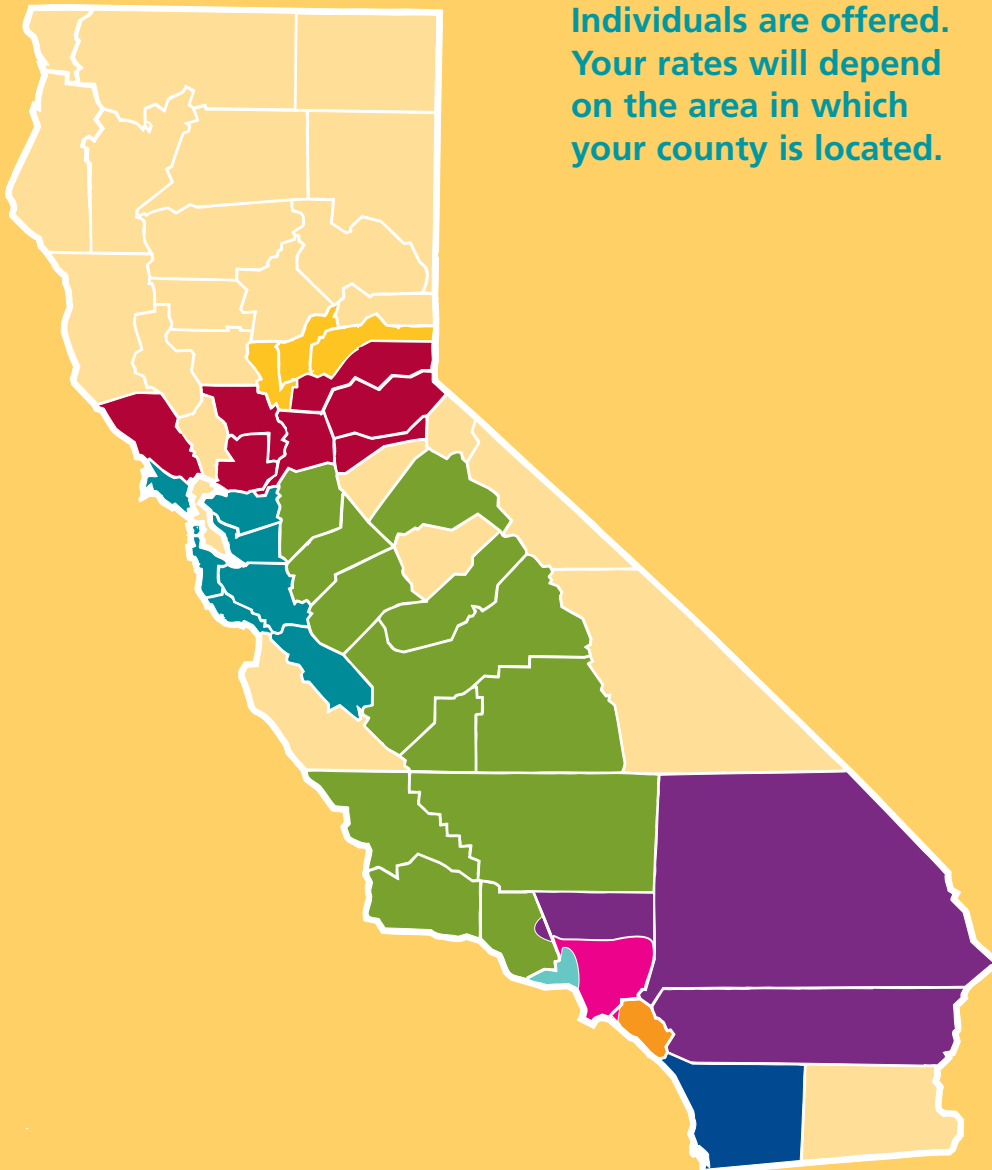 Individuals are offered.
Your rates will depend
on the area in which
your county is located.